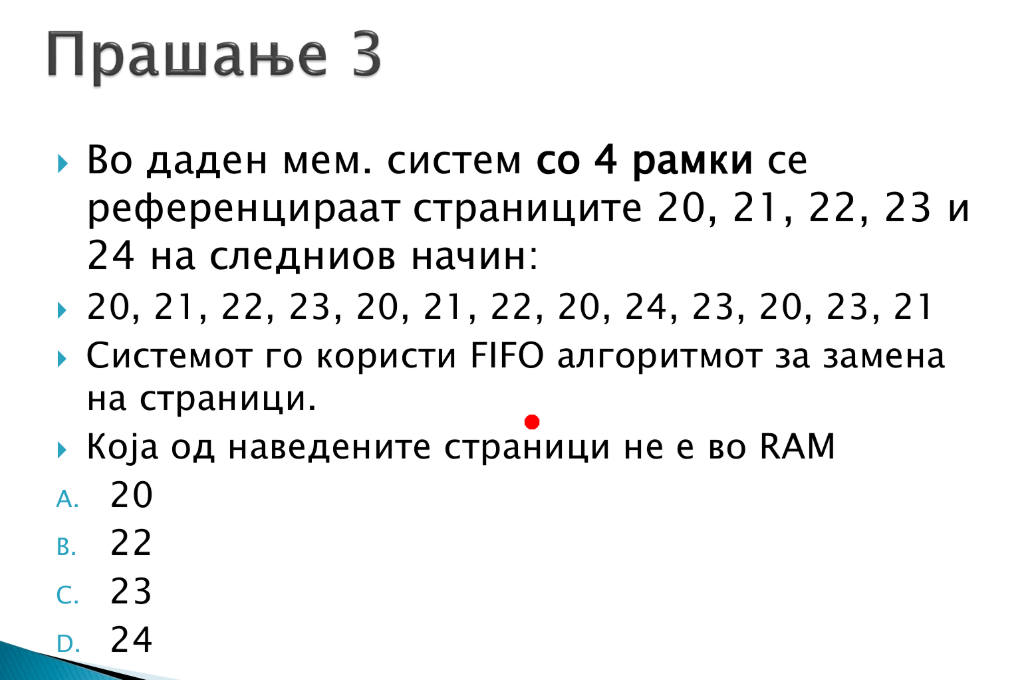 Прашање 3
Во даден мем. систем со 4 рамки се
референцираат страниците 20, 21, 22, 23 и
24 на следниов начин:
20, 21, 22, 23, 20, 21, 22, 20, 24, 23, 20, 23, 21
Системот го користи FIFO алгоритмот за замена
на страници.
Која од наведените страници не е во RAM
A. 20
B. 22
C. 23
D. 24